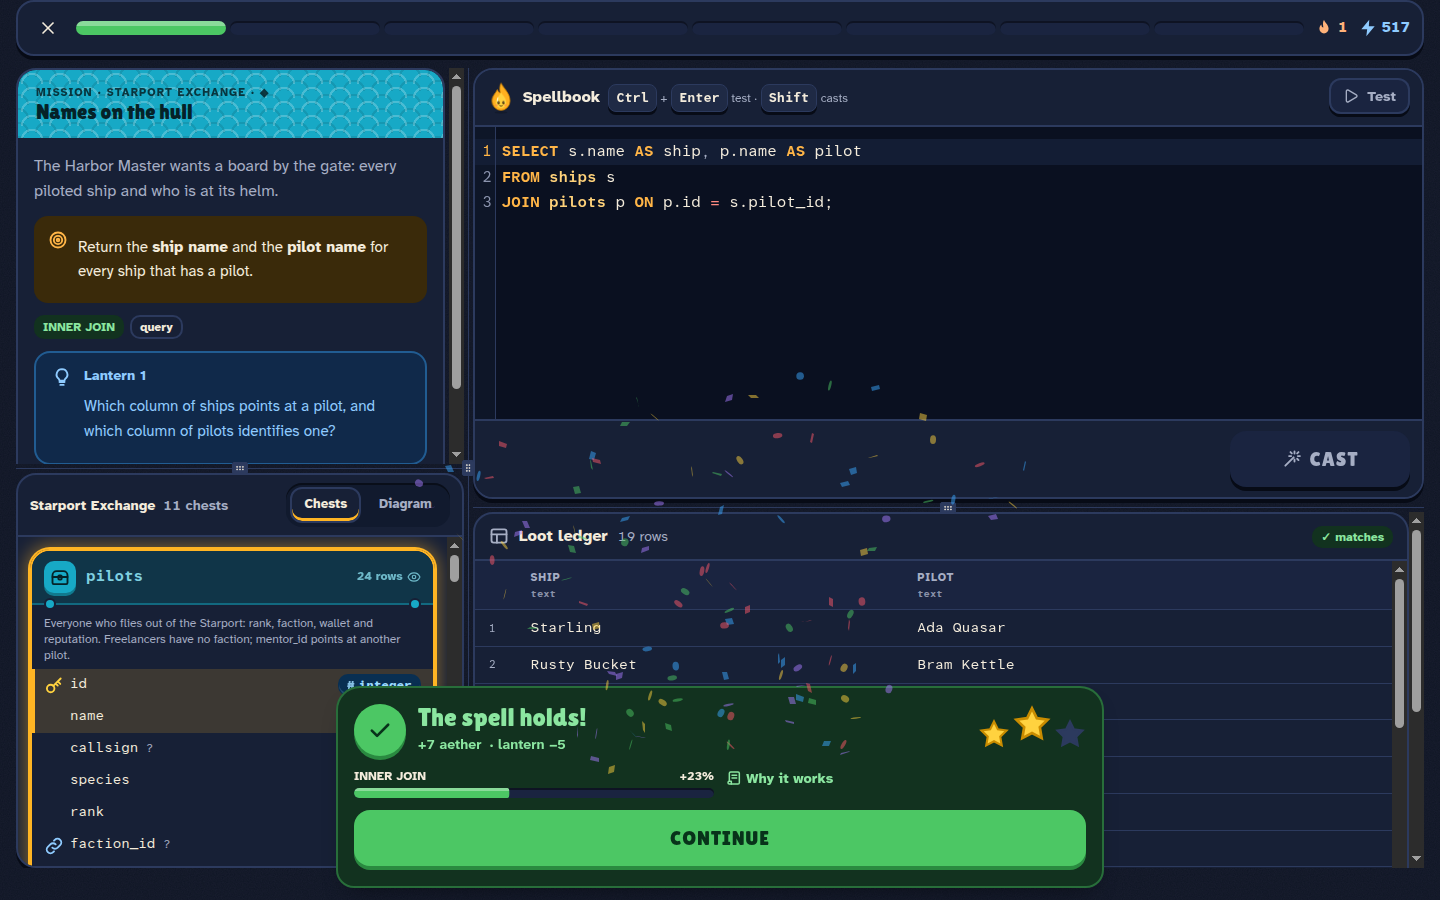 1
517
MISSION · STARPORT EXCHANGE · ◆
Names on the hull
The Harbor Master wants a board by the gate: every
piloted ship and who is at its helm.
Return the ship name and the pilot name for
every ship that has a pilot.
INNER JOIN
query
Lantern 1
Which column of ships points at a pilot, and
which column of pilots identifies one?
Starport Exchange 11 chests
Chests
Diagram
pilots
24 rows
Everyone who flies out of the Starport: rank, faction, wallet and
reputation. Freelancers have no faction; mentor_id points at another
pilot.
id
# integer
name
callsign ?
species
rank
faction_id ?
Spellbook Ctrl + Enter test · Shift casts
Test
1 SELECT s.name AS ship, p.name AS pilot
2 FROM ships s
3 JOIN pilots p ON p.id = s.pilot_id;
CAST
Loot ledger 19 rows
✓ matches
SHIP PILOT
text text
1 Starling Ada Quasar
2 Rusty Bucket Bram Kettle
The spell holds!
+7 aether · lantern –5
INNER JOIN +23%
Why it works
CONTINUE